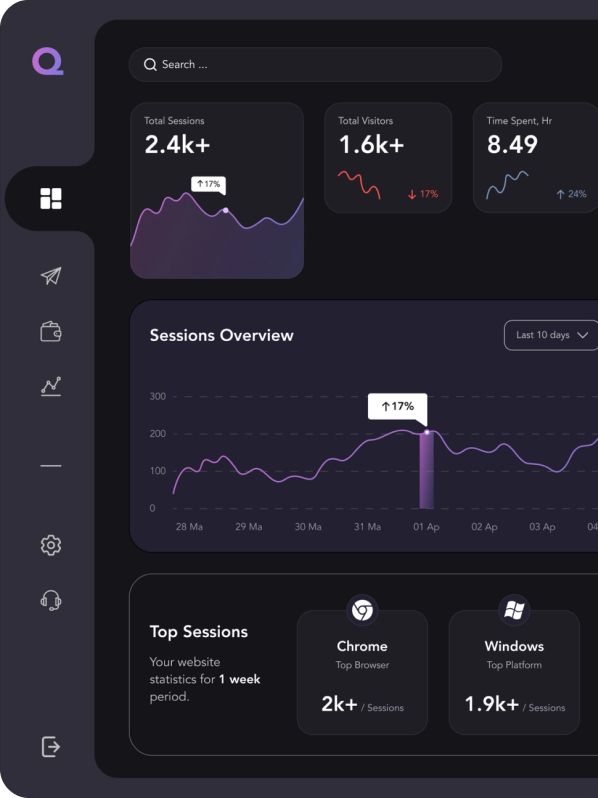 Q
Search ...
Total Sessions
2.4k+
↑17%
Total Visitors
1.6k+
↓ 17%
Time Spent, Hr
8.49
↑ 24%
Sessions Overview
Last 10 days
300
200
100
0
↑17%
28 Ma
29 Ma
30 Ma
31 Ma
01 Ap
02 Ap
03 Ap
04
Top Sessions
Your website
statistics for 1 week
period.
Chrome
Top Browser
2k+ / Sessions
Windows
Top Platform
1.9k+ / Sessions